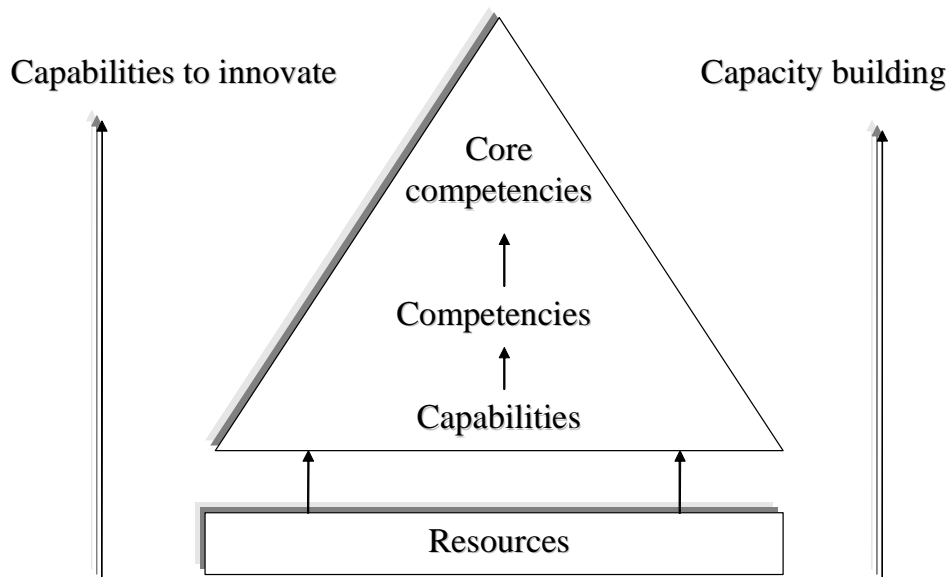 Capabilities to innovate
Capacity building
Core
competencies
Competencies
Capabilities
Resources